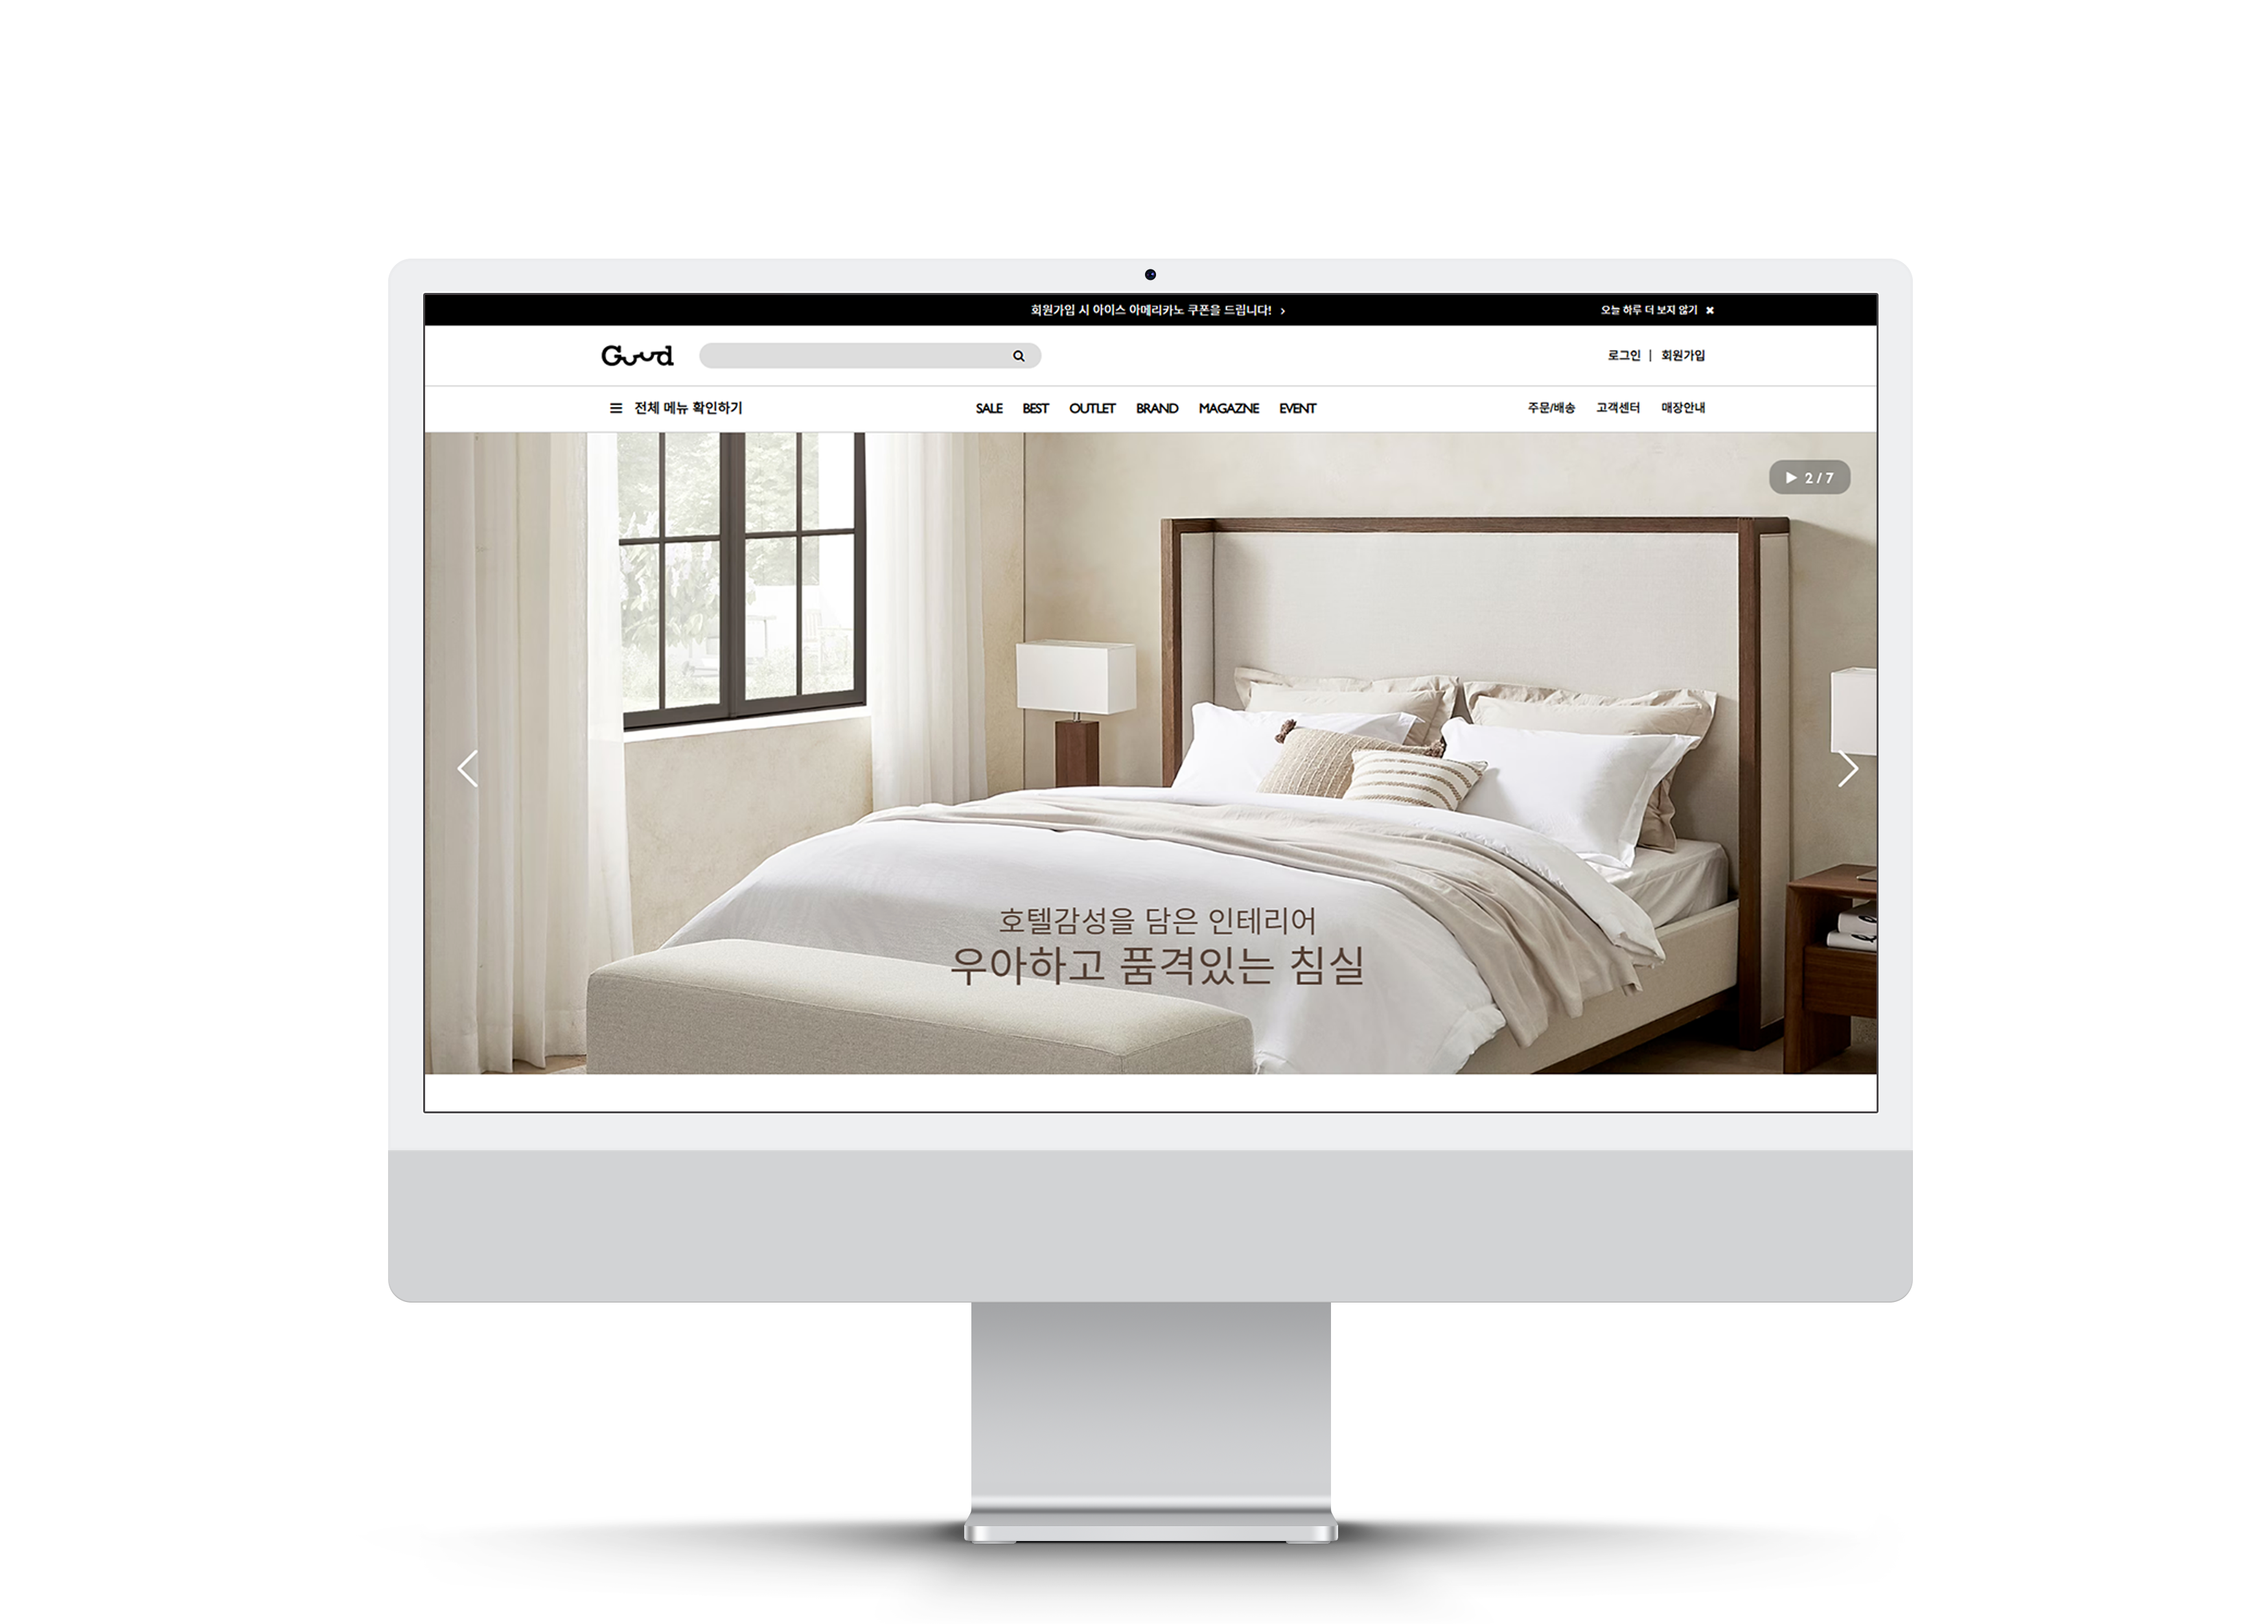 회원가입 시 아이스 아메리카노 쿠폰을 드립니다! >
오늘 하루 더 보지 않기 ✖
Guud
로그인 | 회원가입
전체 메뉴 확인하기
SALE BEST OUTLET BRAND MAGAZNE EVENT
주문/배송 고객센터 매장안내
2 / 7
호텔감성을 담은 인테리어
우아하고 품격있는 침실